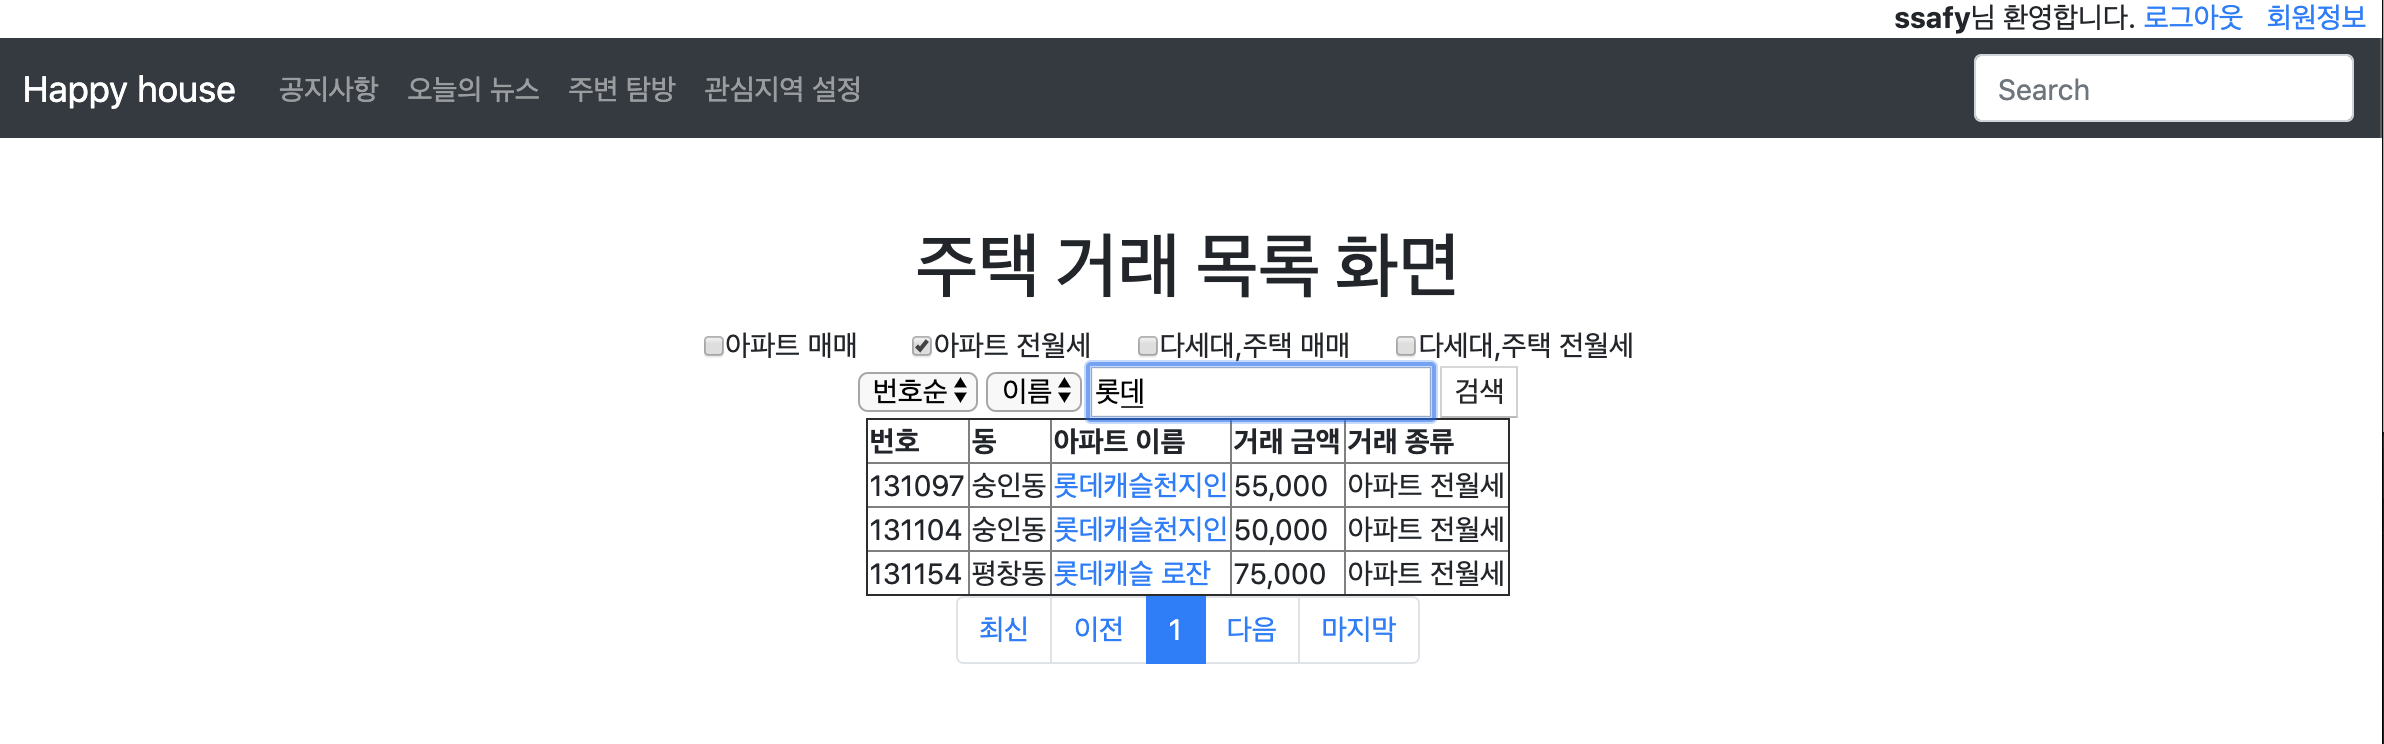 ssafy님 환영합니다. 로그아웃 회원정보
Happy house 공지사항 오늘의 뉴스 주변 탐방 관심지역 설정 Search
주택 거래 목록 화면
아파트 매매 아파트 전월세 다세대,주택 매매 다세대,주택 전월세
번호순 이름 롯데 검색
번호 동 아파트 이름 거래 금액 거래 종류
131097 숭인동 롯데캐슬천지인 55,000 아파트 전월세
131104 숭인동 롯데캐슬천지인 50,000 아파트 전월세
131154 평창동 롯데캐슬 로잔 75,000 아파트 전월세
최신 이전 1 다음 마지막